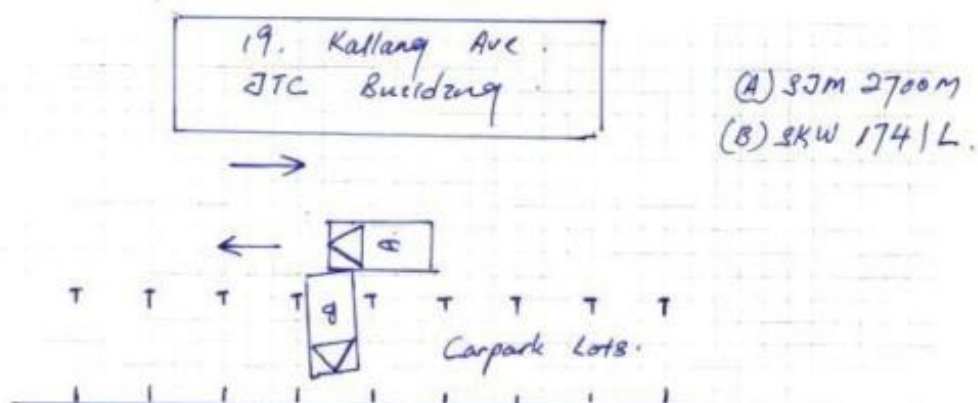 19. Kallang Ave.
JTC Building
(A) SJM 2700M
(B) SKW 1741L.
A
B
Carpark Lots.